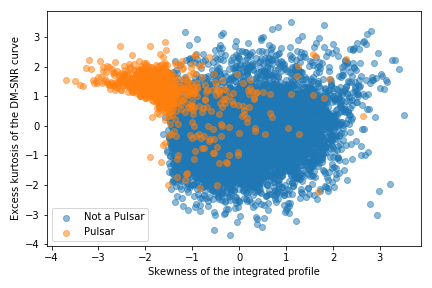 3
2
1
0
−1
−2
−3
−4
Excess kurtosis of the DM-SNR curve
Not a Pulsar
Pulsar
−4 −3 −2 −1 0 1 2 3
Skewness of the integrated profile